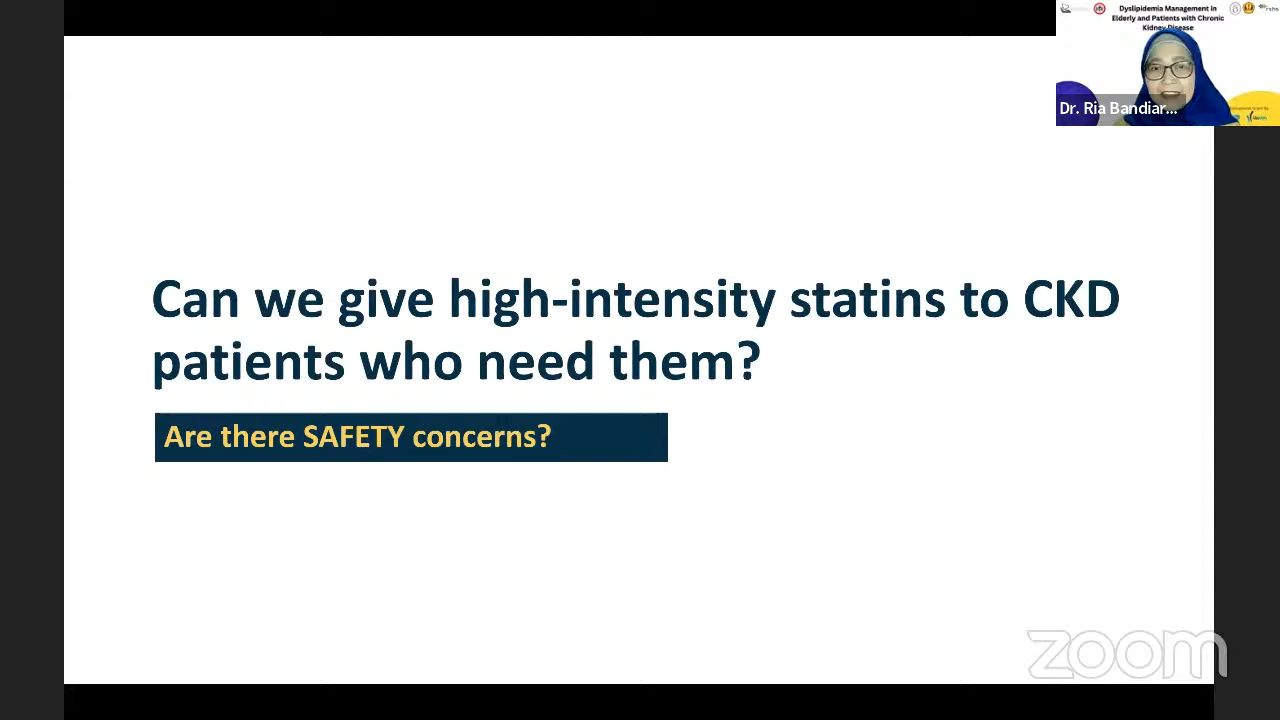 Dyslipidemia Management in
Elderly and Patients with Chronic
Kidney Disease
Dr. Ria Bandiar...
Can we give high-intensity statins to CKD
patients who need them?
Are there SAFETY concerns?
zoom